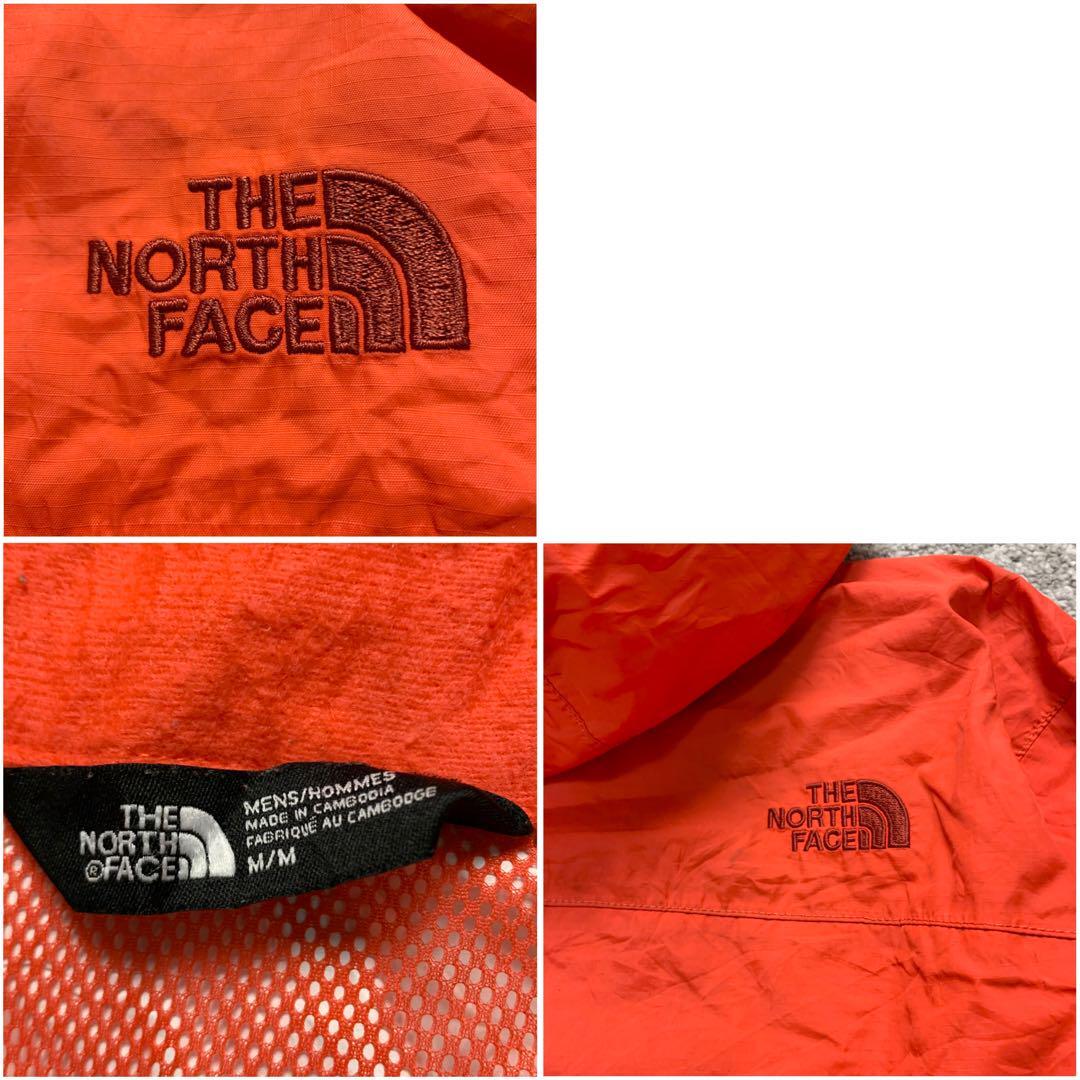 THE
NORTH
FACE
THE
NORTH
®FACE
MENS/HOMMES
MADE IN CAMBODIA
FABRIQUÉ AU CAMBODGE
M/M
THE
NORTH
FACE